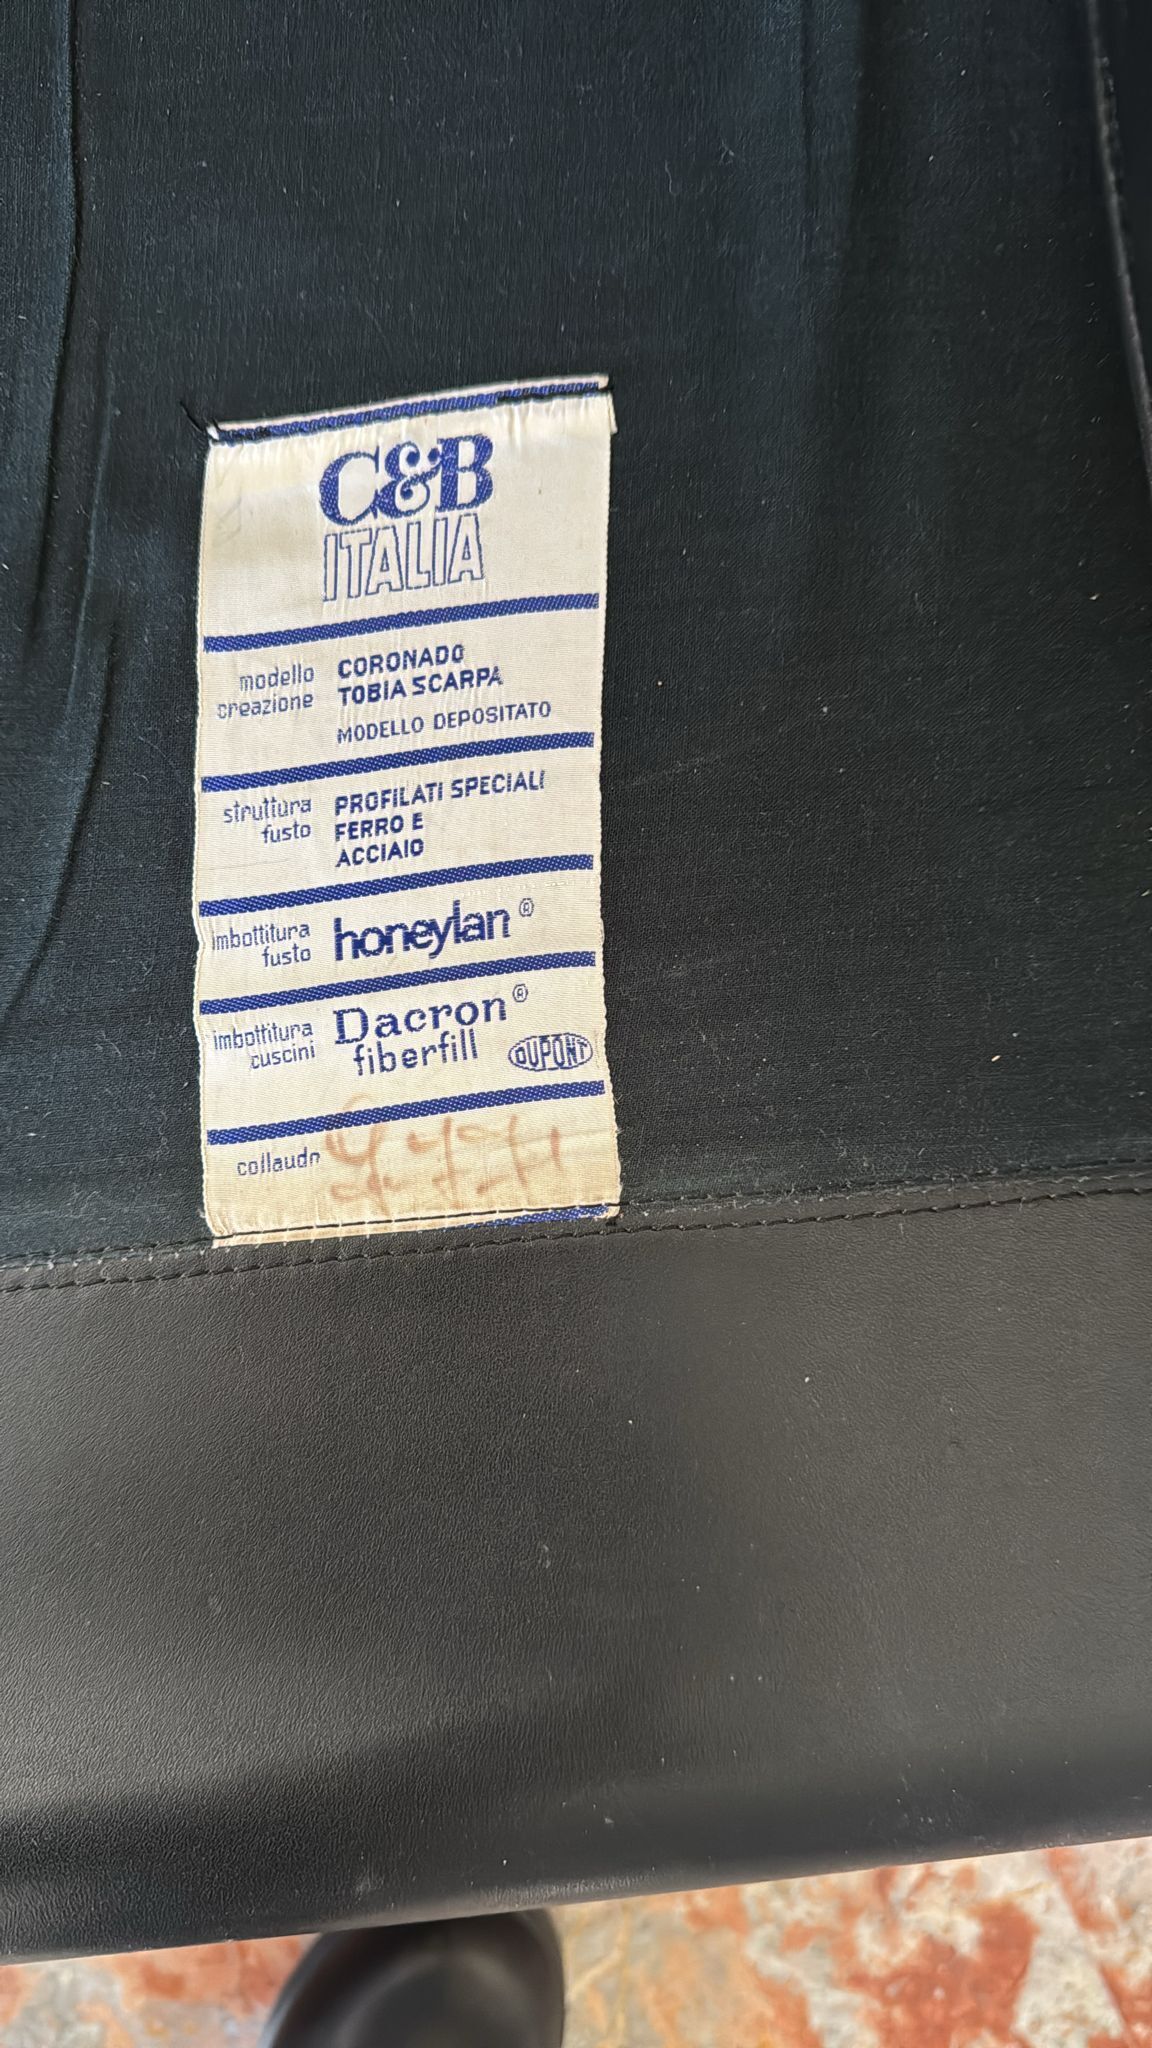 C&B
ITALIA
modello CORONADO
creazione TOBIA SCARPA
MODELLO DEPOSITATO
struttura PROFILATI SPECIALI
fusto FERRO E
ACCIAIO
imbottitura honeylan®
fusto
imbottitura Dacron®
cuscini fiberfill DUPONT
collaudo